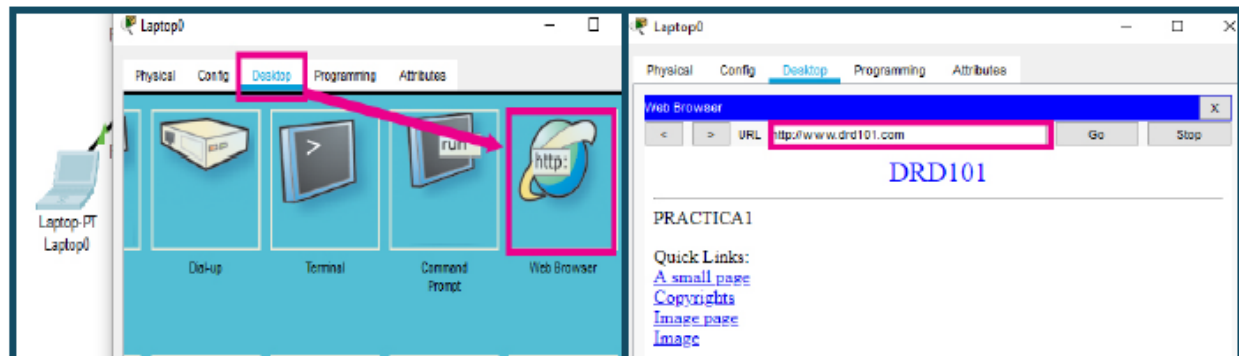 Laptop0
Physical Config Desktop Programming Attributes
run
http:
Laptop-PT
Laptop0
Dial-up Terminal Command Prompt Web Browser
Laptop0
Physical Config Desktop Programming Attributes
Web Browser X
< > URL http://www.drd101.com Go Stop
DRD101
PRACTICA1
Quick Links:
A small page
Copyrights
Image page
Image